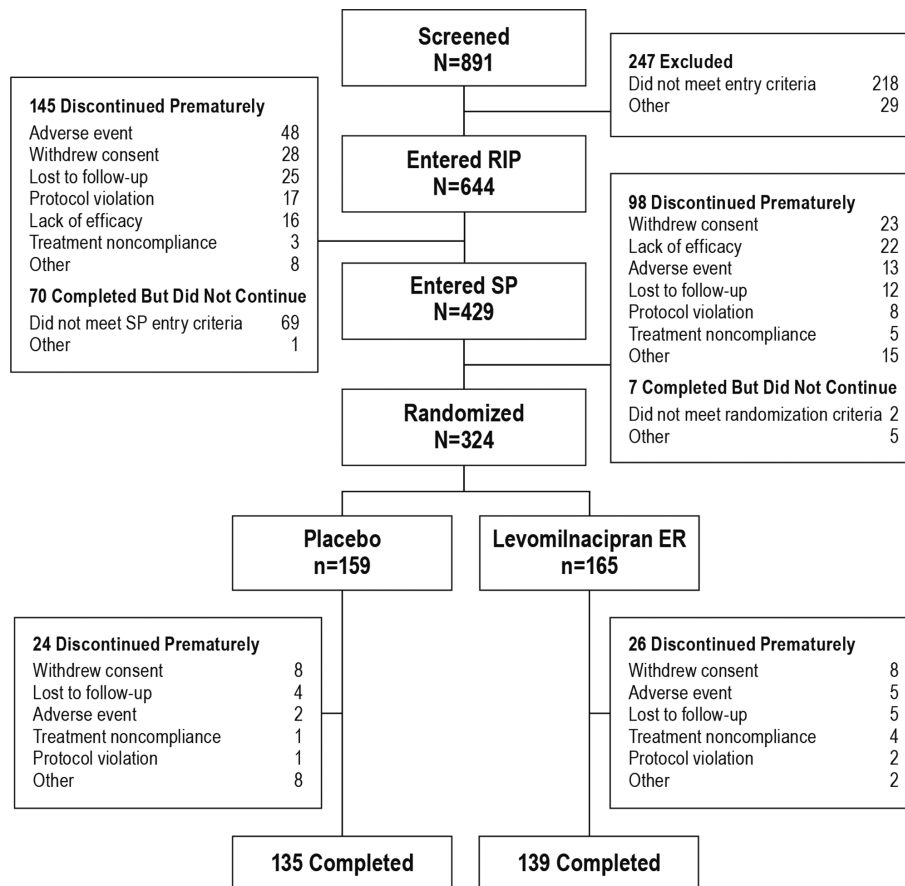 Screened
N=891
247 Excluded
Did not meet entry criteria 218
Other 29
145 Discontinued Prematurely
Adverse event 48
Withdrew consent 28
Lost to follow-up 25
Protocol violation 17
Lack of efficacy 16
Treatment noncompliance 3
Other 8
70 Completed But Did Not Continue
Did not meet SP entry criteria 69
Other 1
Entered RIP
N=644
98 Discontinued Prematurely
Withdrew consent 23
Lack of efficacy 22
Adverse event 13
Lost to follow-up 12
Protocol violation 8
Treatment noncompliance 5
Other 15
7 Completed But Did Not Continue
Did not meet randomization criteria 2
Other 5
Entered SP
N=429
Randomized
N=324
Placebo
n=159
Levomilnacipran ER
n=165
24 Discontinued Prematurely
Withdrew consent 8
Lost to follow-up 4
Adverse event 2
Treatment noncompliance 1
Protocol violation 1
Other 8
26 Discontinued Prematurely
Withdrew consent 8
Adverse event 5
Lost to follow-up 5
Treatment noncompliance 4
Protocol violation 2
Other 2
135 Completed
139 Completed